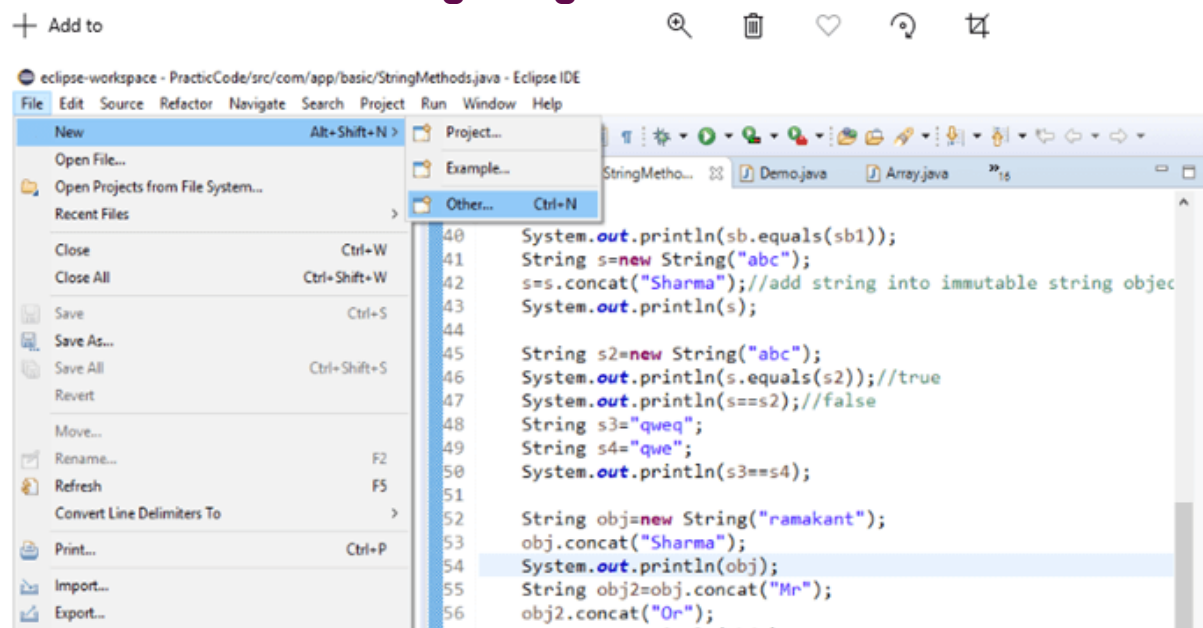 Add to
eclipse-workspace - PracticCode/src/com/app/basic/StringMethods.java - Eclipse IDE
File Edit Source Refactor Navigate Search Project Run Window Help
New Alt+Shift+N > Project...
Open File...
Example...
StringMetho... Demo.java Array.java »16
Open Projects from File System...
Recent Files >
Other... Ctrl+N
Close Ctrl+W
Close All Ctrl+Shift+W
Save Ctrl+S
Save As...
Save All Ctrl+Shift+S
Revert
Move...
Rename... F2
Refresh F5
Convert Line Delimiters To >
Print... Ctrl+P
Import...
Export...
40 System.out.println(sb.equals(sb1));
41 String s=new String("abc");
42 s=s.concat("Sharma");//add string into immutable string objec
43 System.out.println(s);
44
45 String s2=new String("abc");
46 System.out.println(s.equals(s2));//true
47 System.out.println(s==s2);//false
48 String s3="qweq";
49 String s4="qwe";
50 System.out.println(s3==s4);
51
52 String obj=new String("ramakant");
53 obj.concat("Sharma");
54 System.out.println(obj);
55 String obj2=obj.concat("Mr");
56 obj2.concat("Or");